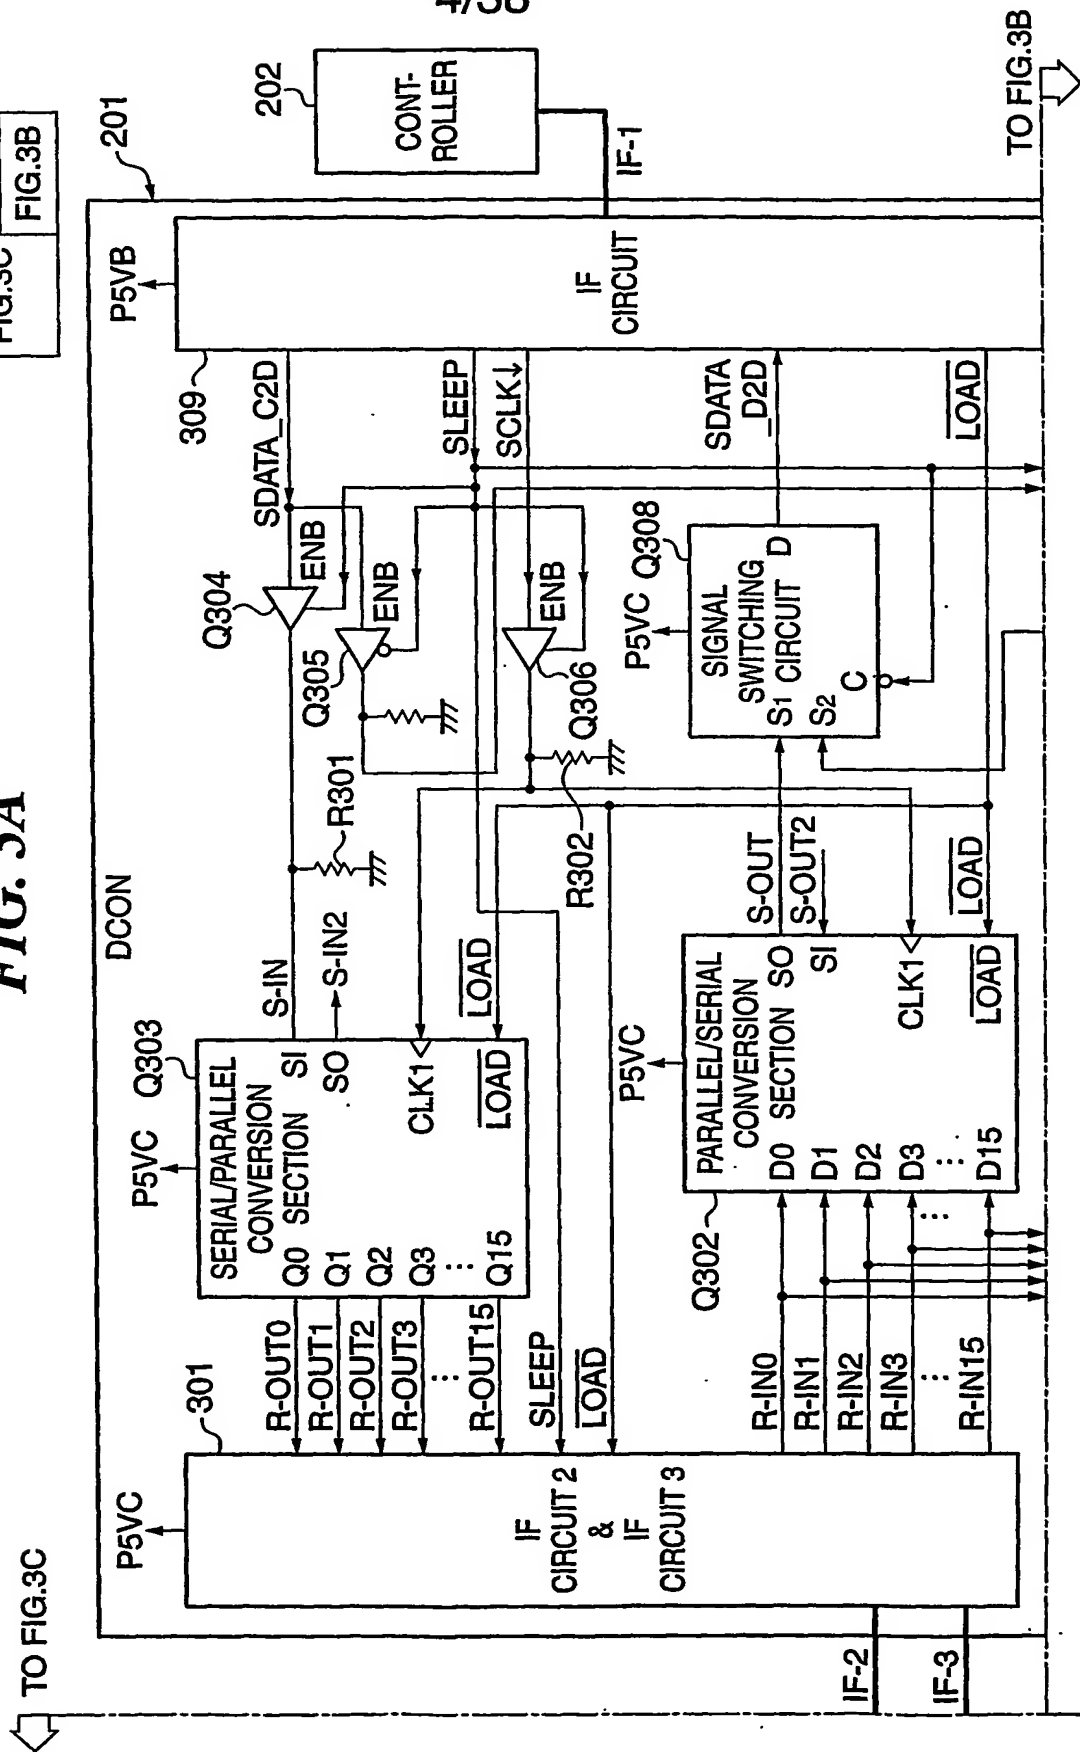 4/38
FIG. 3A
FIG.3C
FIG.3B
TO FIG.3C
TO FIG.3B
DCON
201
202
CONT-
ROLLER
IF-1
P5VB
IF
CIRCUIT
309
SDATA_C2D
SLEEP
SCLK↓
SDATA
_D2D
LOAD
Q304
ENB
Q305
ENB
Q306
ENB
R301
R302
P5VC
Q308
SIGNAL
SWITCHING
CIRCUIT
D
S1
S2
C
S-IN
S-IN2
LOAD
P5VC
Q303
SERIAL/PARALLEL
CONVERSION
SECTION
SI
SO
CLK1
LOAD
Q0
Q1
Q2
Q3
⋮
Q15
S-OUT
S-OUT2
LOAD
P5VC
Q302
PARALLEL/SERIAL
CONVERSION
SECTION
SO
SI
CLK1
LOAD
D0
D1
D2
D3
⋮
D15
R-OUT0
R-OUT1
R-OUT2
R-OUT3
⋮
R-OUT15
SLEEP
LOAD
R-IN0
R-IN1
R-IN2
R-IN3
⋮
R-IN15
301
P5VC
IF
CIRCUIT 2
& IF
CIRCUIT 3
IF-2
IF-3